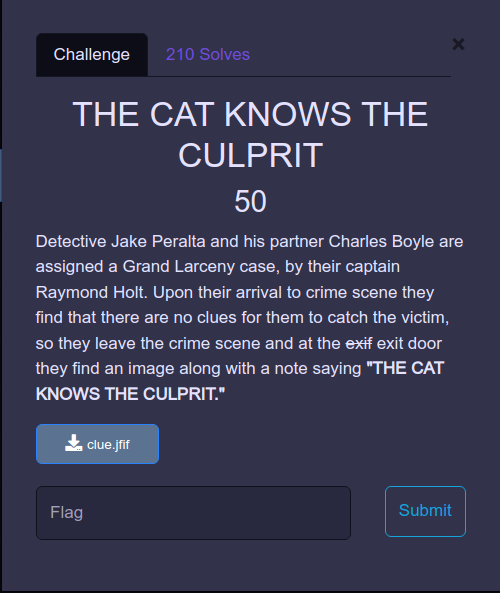 Challenge 210 Solves ×
THE CAT KNOWS THE
CULPRIT
50
Detective Jake Peralta and his partner Charles Boyle are
assigned a Grand Larceny case, by their captain
Raymond Holt. Upon their arrival to crime scene they
find that there are no clues for them to catch the victim,
so they leave the crime scene and at the exif exit door
they find an image along with a note saying "THE CAT
KNOWS THE CULPRIT."
clue.jfif
Flag Submit